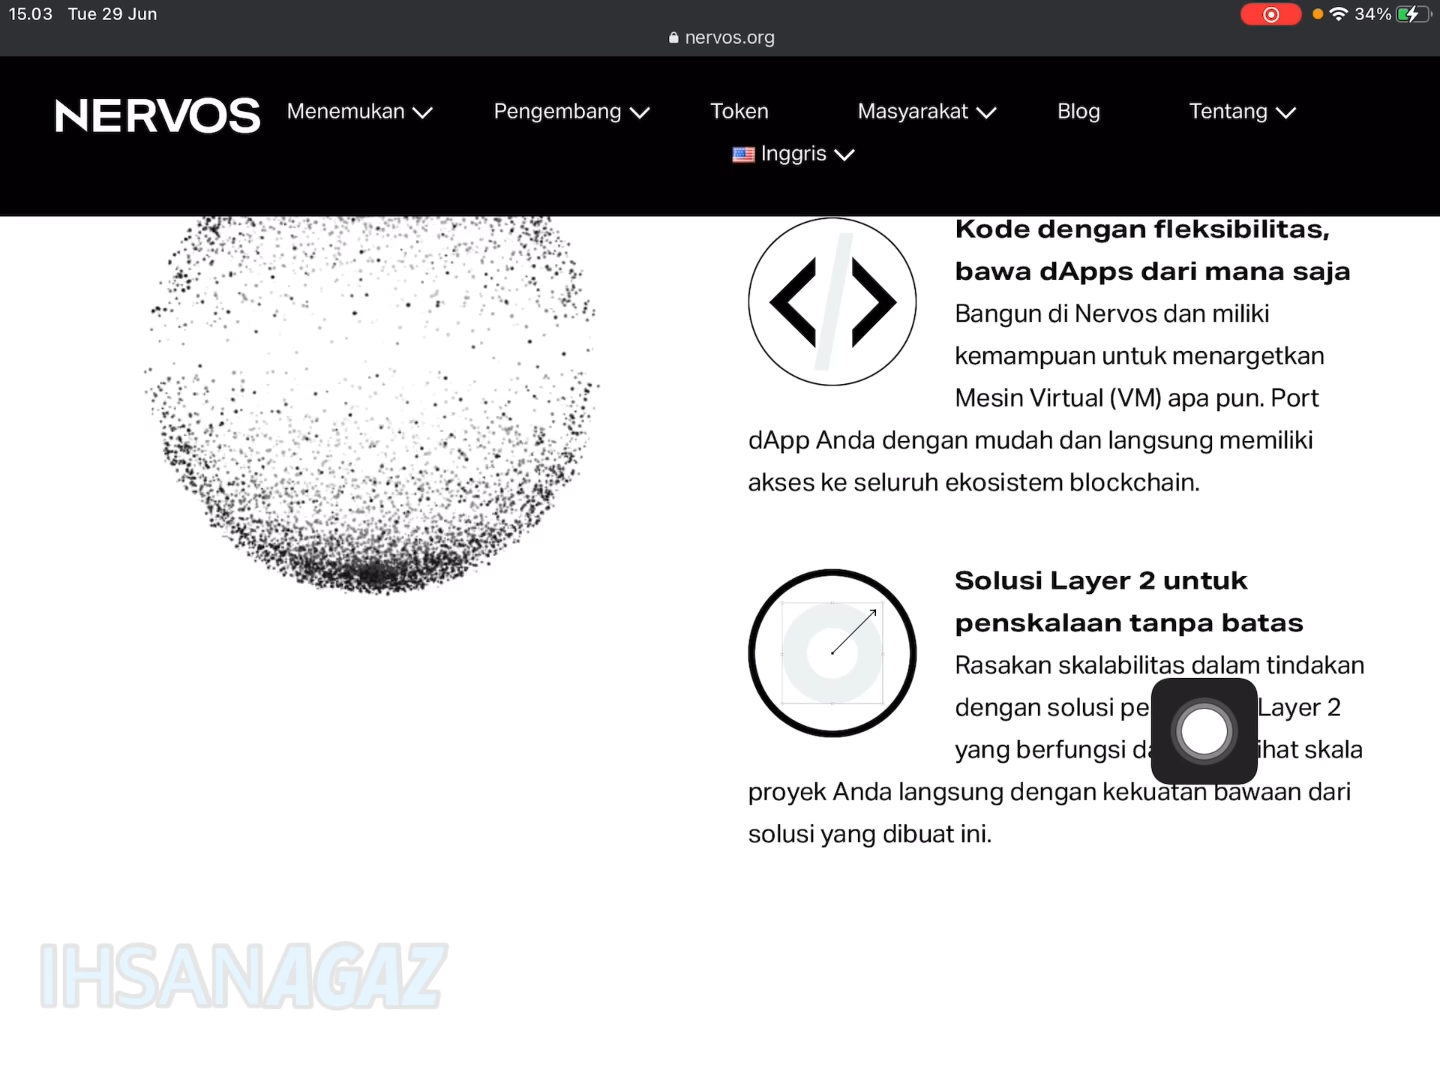 15.03 Tue 29 Jun
34%
nervos.org
NERVOS
Menemukan
Pengembang
Token
Masyarakat
Blog
Tentang
Inggris
Kode dengan fleksibilitas,
bawa dApps dari mana saja
Bangun di Nervos dan miliki
kemampuan untuk menargetkan
Mesin Virtual (VM) apa pun. Port
dApp Anda dengan mudah dan langsung memiliki
akses ke seluruh ekosistem blockchain.
Solusi Layer 2 untuk
penskalaan tanpa batas
Rasakan skalabilitas dalam tindakan
dengan solusi Layer 2
yang berfungsi skala
proyek Anda langsung dengan kekuatan bawaan dari
solusi yang dibuat ini.
IHSANAGAZ